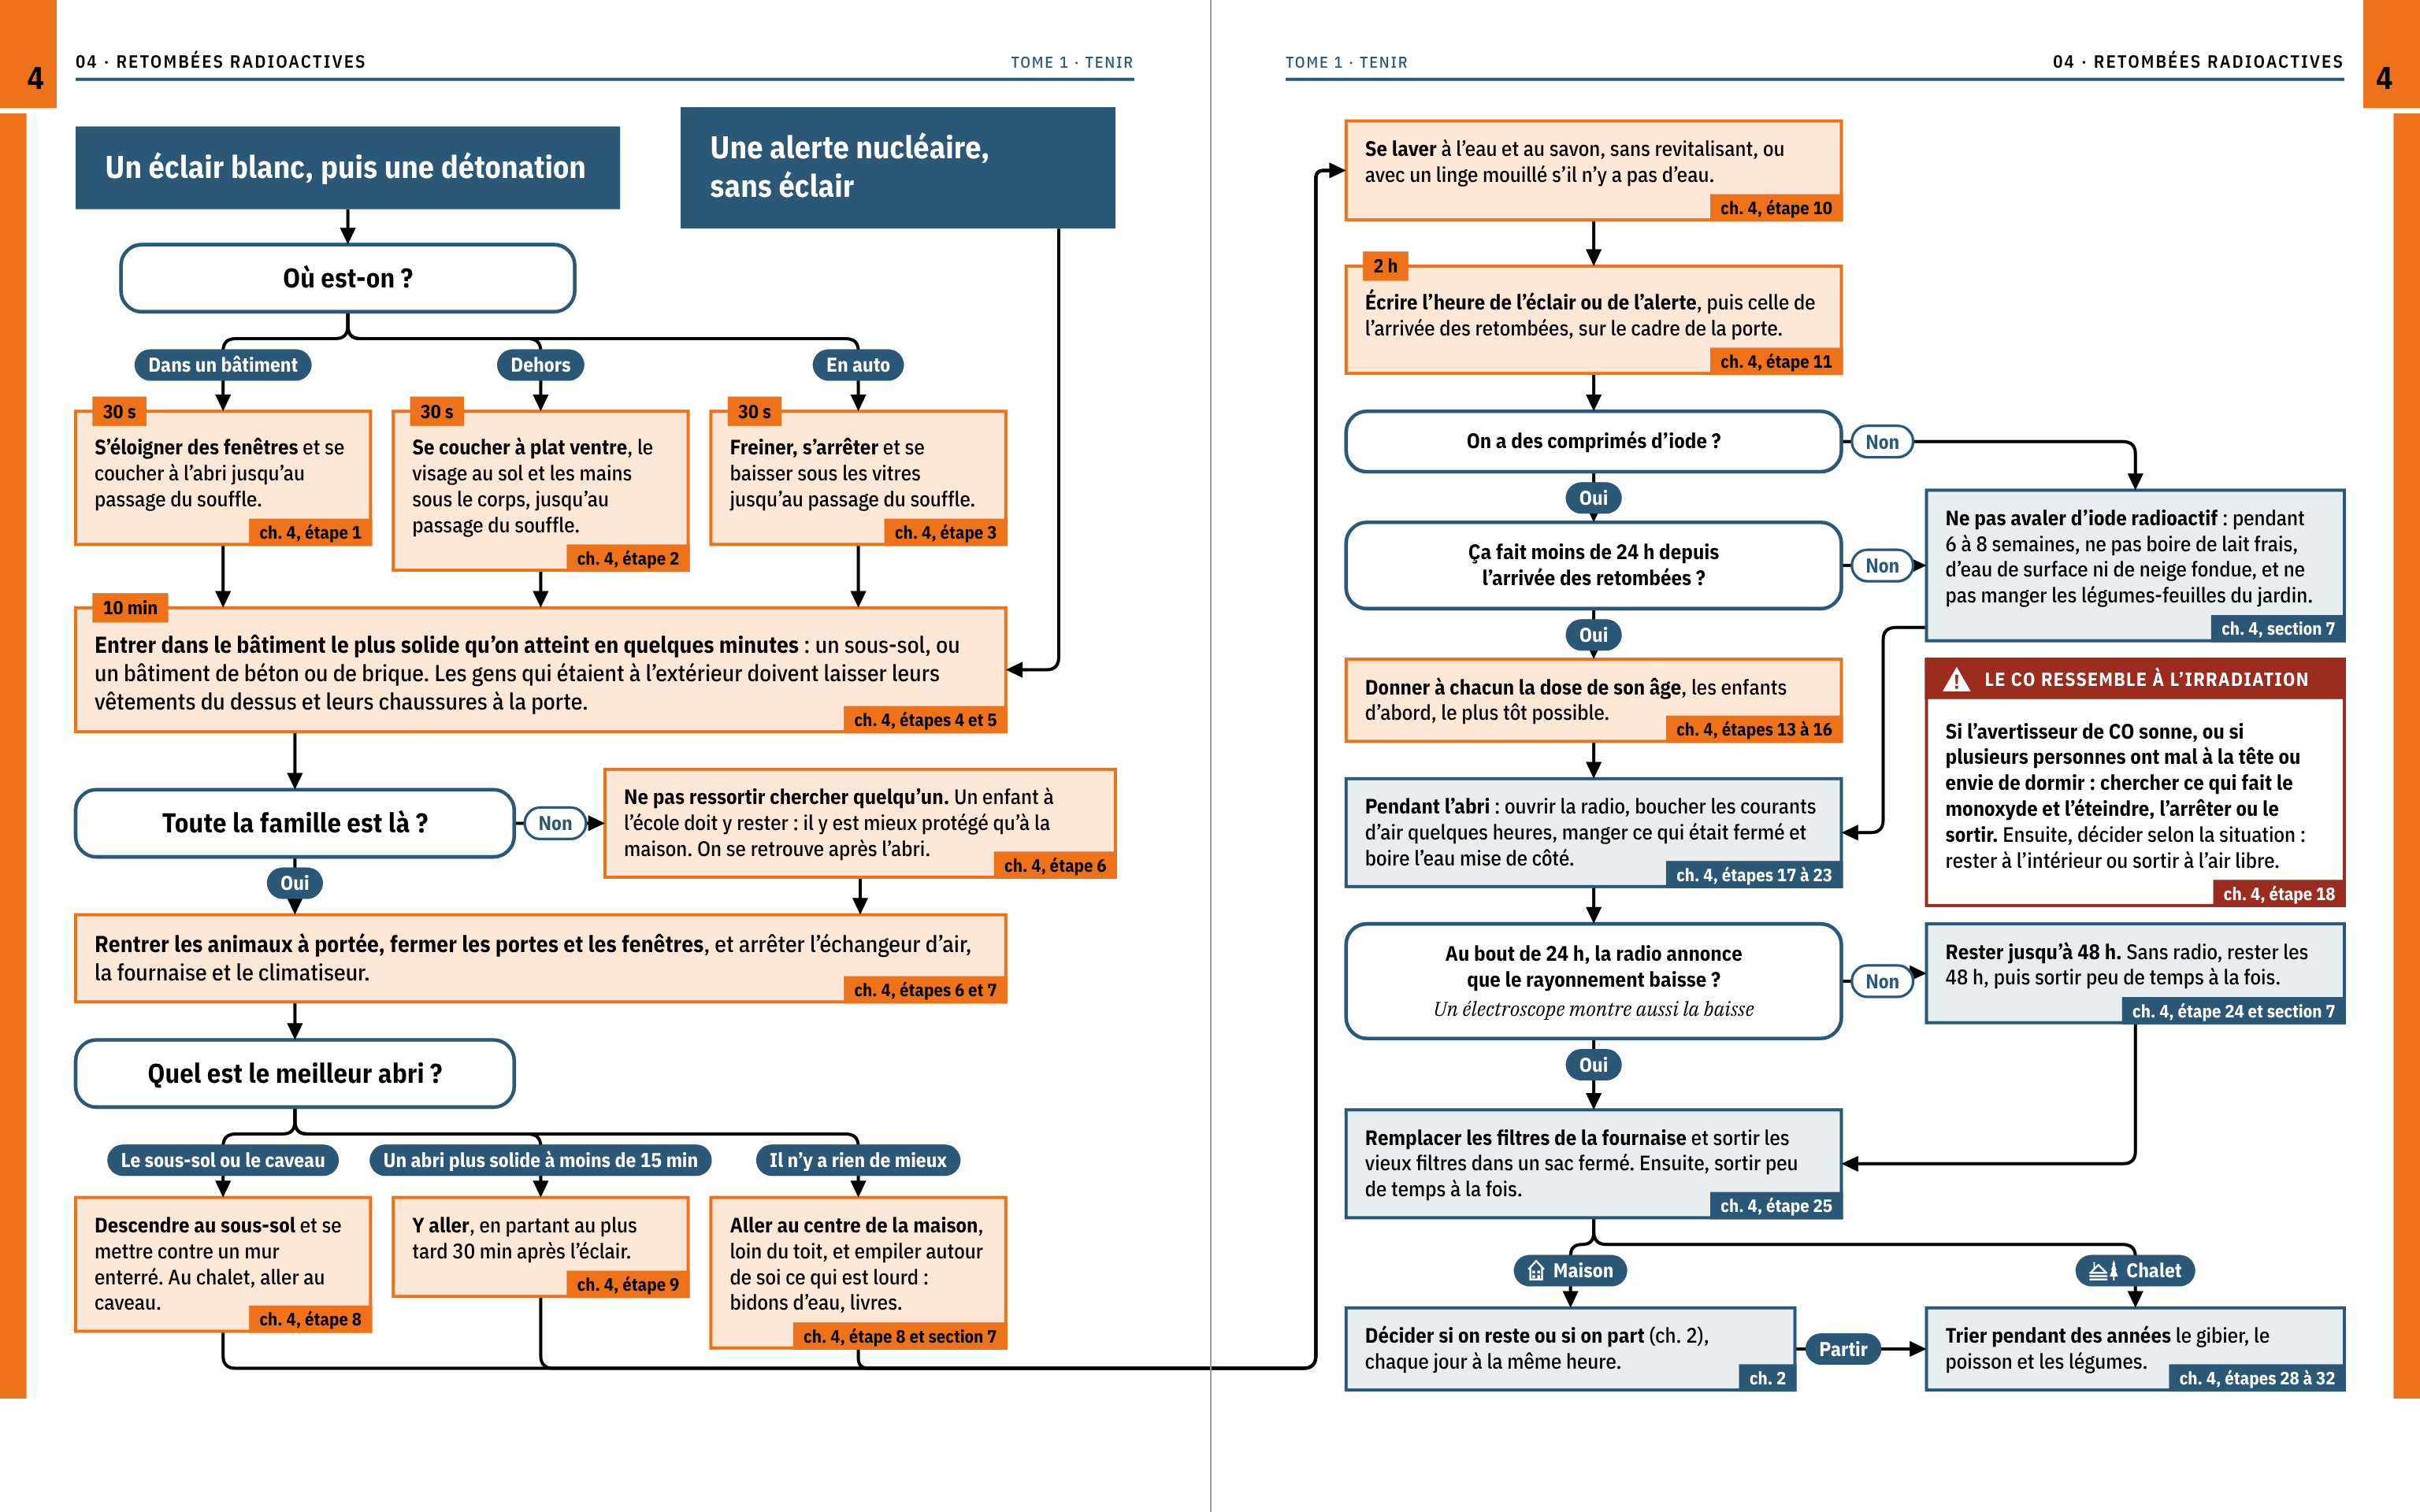 4
04 · RETOMBÉES RADIOACTIVES
TOME 1 · TENIR
Un éclair blanc, puis une détonation
Une alerte nucléaire,
sans éclair
Où est-on ?
Dans un bâtiment
Dehors
En auto
30 s
S’éloigner des fenêtres et se
coucher à l’abri jusqu’au
passage du souffle.
ch. 4, étape 1
30 s
Se coucher à plat ventre, le
visage au sol et les mains
sous le corps, jusqu’au
passage du souffle.
ch. 4, étape 2
30 s
Freiner, s’arrêter et se
baisser sous les vitres
jusqu’au passage du souffle.
ch. 4, étape 3
10 min
Entrer dans le bâtiment le plus solide qu’on atteint en quelques minutes : un sous-sol, ou
un bâtiment de béton ou de brique. Les gens qui étaient à l’extérieur doivent laisser leurs
vêtements du dessus et leurs chaussures à la porte.
ch. 4, étapes 4 et 5
Toute la famille est là ?
Non
Ne pas ressortir chercher quelqu’un. Un enfant à
l’école doit y rester : il y est mieux protégé qu’à la
maison. On se retrouve après l’abri.
ch. 4, étape 6
Oui
Rentrer les animaux à portée, fermer les portes et les fenêtres, et arrêter l’échangeur d’air,
la fournaise et le climatiseur.
ch. 4, étapes 6 et 7
Quel est le meilleur abri ?
Le sous-sol ou le caveau
Un abri plus solide à moins de 15 min
Il n’y a rien de mieux
Descendre au sous-sol et se
mettre contre un mur
enterré. Au chalet, aller au
caveau.
ch. 4, étape 8
Y aller, en partant au plus
tard 30 min après l’éclair.
ch. 4, étape 9
Aller au centre de la maison,
loin du toit, et empiler autour
de soi ce qui est lourd :
bidons d’eau, livres.
ch. 4, étape 8 et section 7
TOME 1 · TENIR
04 · RETOMBÉES RADIOACTIVES
4
Se laver à l’eau et au savon, sans revitalisant, ou
avec un linge mouillé s’il n’y a pas d’eau.
ch. 4, étape 10
2 h
Écrire l’heure de l’éclair ou de l’alerte, puis celle de
l’arrivée des retombées, sur le cadre de la porte.
ch. 4, étape 11
On a des comprimés d’iode ?
Non
Oui
Ça fait moins de 24 h depuis
l’arrivée des retombées ?
Non
Ne pas avaler d’iode radioactif : pendant
6 à 8 semaines, ne pas boire de lait frais,
d’eau de surface ni de neige fondue, et ne
pas manger les légumes-feuilles du jardin.
ch. 4, section 7
Oui
Donner à chacun la dose de son âge, les enfants
d’abord, le plus tôt possible.
ch. 4, étapes 13 à 16
LE CO RESSEMBLE À L’IRRADIATION
Si l’avertisseur de CO sonne, ou si
plusieurs personnes ont mal à la tête ou
envie de dormir : chercher ce qui fait le
monoxyde et l’éteindre, l’arrêter ou le
sortir. Ensuite, décider selon la situation :
rester à l’intérieur ou sortir à l’air libre.
ch. 4, étape 18
Pendant l’abri : ouvrir la radio, boucher les courants
d’air quelques heures, manger ce qui était fermé et
boire l’eau mise de côté.
ch. 4, étapes 17 à 23
Au bout de 24 h, la radio annonce
que le rayonnement baisse ?
Un électroscope montre aussi la baisse
Non
Rester jusqu’à 48 h. Sans radio, rester les
48 h, puis sortir peu de temps à la fois.
ch. 4, étape 24 et section 7
Oui
Remplacer les filtres de la fournaise et sortir les
vieux filtres dans un sac fermé. Ensuite, sortir peu
de temps à la fois.
ch. 4, étape 25
Maison
Chalet
Décider si on reste ou si on part (ch. 2),
chaque jour à la même heure.
ch. 2
Partir
Trier pendant des années le gibier, le
poisson et les légumes.
ch. 4, étapes 28 à 32